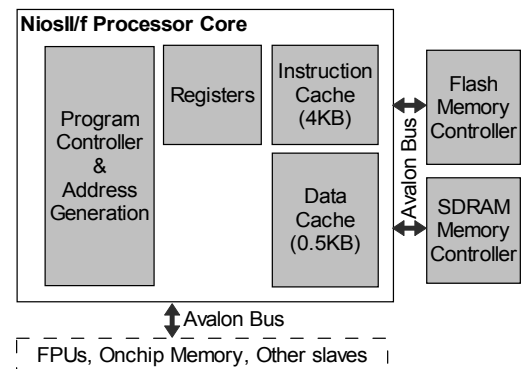 NiosII/f Processor Core
Program
Controller
&
Address
Generation
Registers
Instruction
Cache
(4KB)
Data
Cache
(0.5KB)
Avalon Bus
Flash
Memory
Controller
SDRAM
Memory
Controller
Avalon Bus
FPUs, Onchip Memory, Other slaves